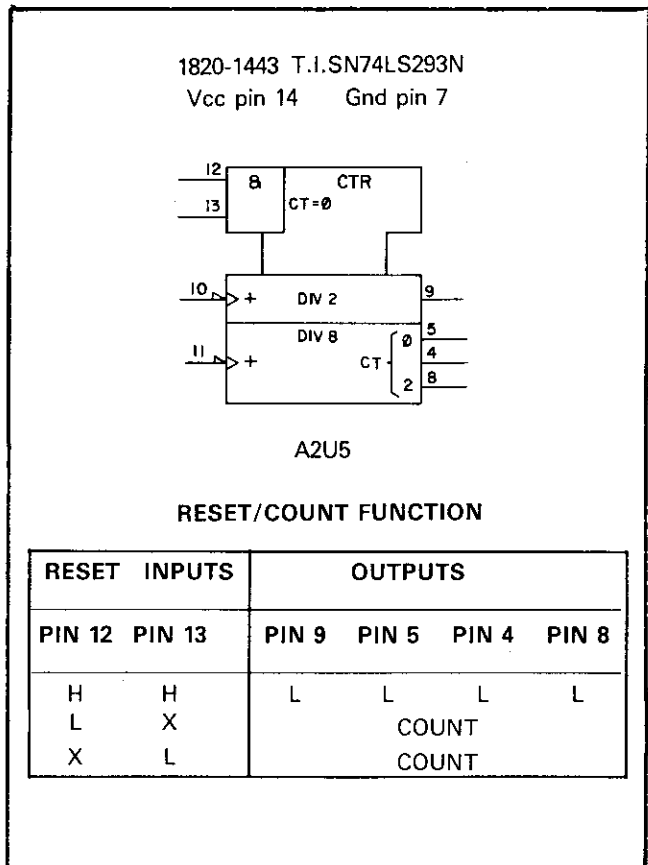 1820-1443 T.I.SN74LS293N
Vcc pin 14 Gnd pin 7
12 & CTR
13 CT=Ø
10 + DIV 2 9
DIV 8 Ø 5
11 + CT 4
2 8
A2U5
RESET/COUNT FUNCTION
RESET INPUTS OUTPUTS
PIN 12 PIN 13 PIN 9 PIN 5 PIN 4 PIN 8
H H L L L L
L X COUNT
X L COUNT